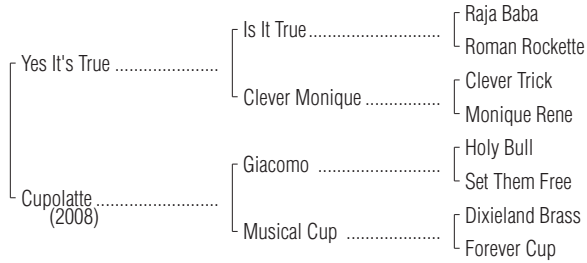 Raja Baba
Is It True
Roman Rockette
Yes It's True
Clever Trick
Clever Monique
Monique Rene
Holy Bull
Giacomo
Set Them Free
Cupolatte
(2008)
Dixieland Brass
Musical Cup
Forever Cup